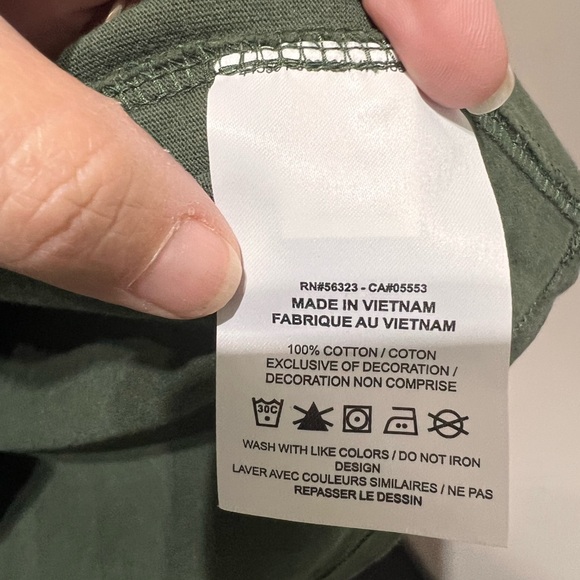 RN#56323 - CA#05553
MADE IN VIETNAM
FABRIQUE AU VIETNAM
100% COTTON / COTON
EXCLUSIVE OF DECORATION /
DECORATION NON COMPRISE
30C
WASH WITH LIKE COLORS / DO NOT IRON
DESIGN
LAVER AVEC COULEURS SIMILAIRES / NE PAS
REPASSER LE DESSIN